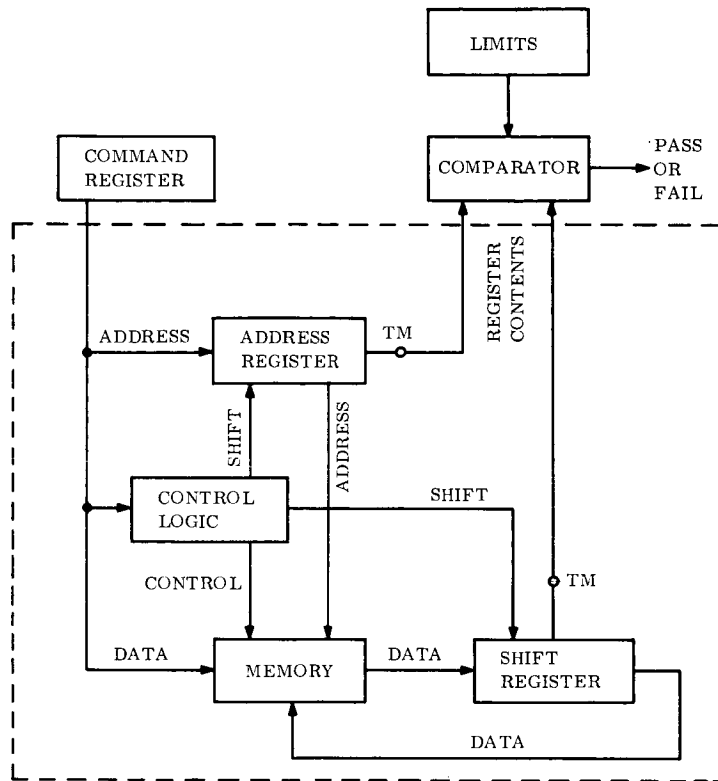 LIMITS
COMMAND
REGISTER
COMPARATOR
PASS
OR
FAIL
REGISTER
CONTENTS
ADDRESS
ADDRESS
REGISTER
TM
SHIFT
ADDRESS
CONTROL
LOGIC
SHIFT
CONTROL
TM
DATA
MEMORY
DATA
SHIFT
REGISTER
DATA